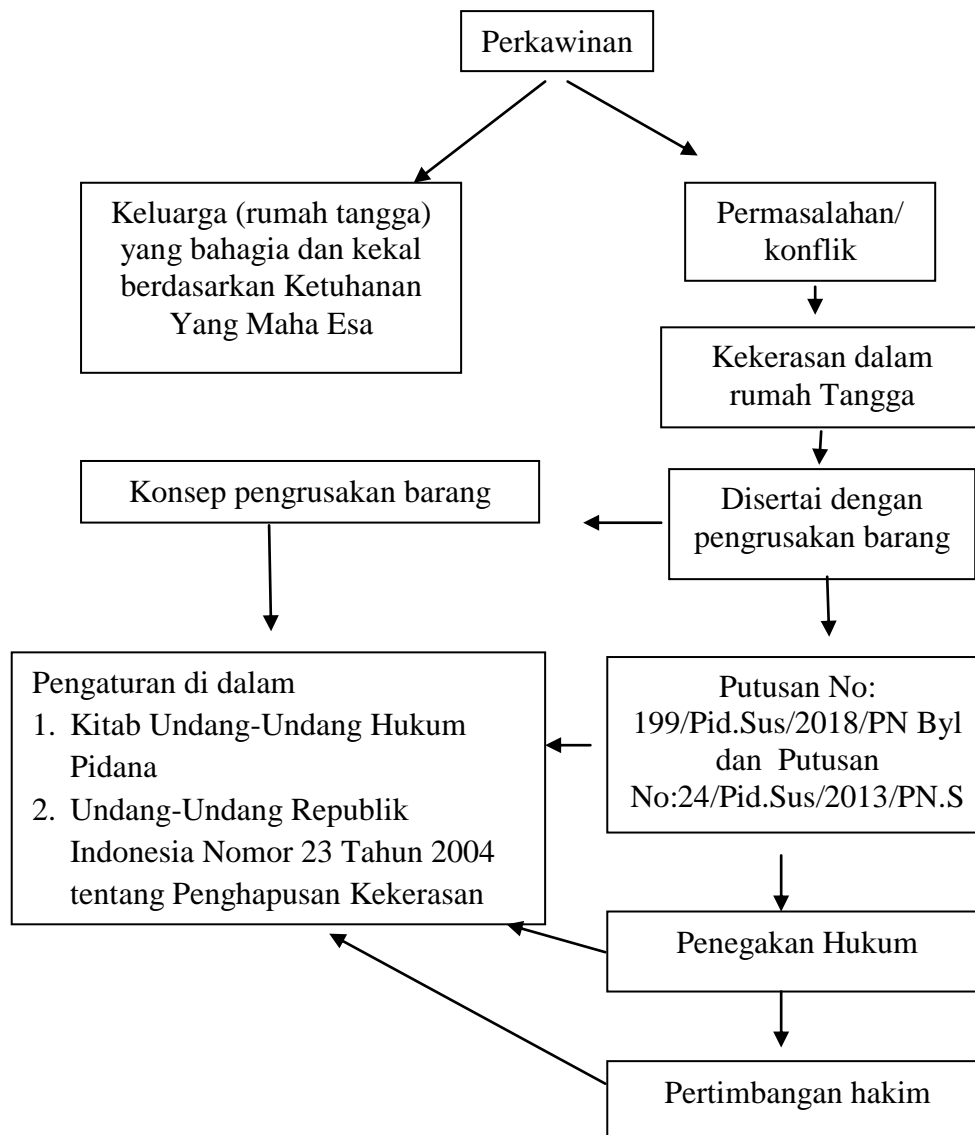 Perkawinan
Keluarga (rumah tangga)
yang bahagia dan kekal
berdasarkan Ketuhanan
Yang Maha Esa
Permasalahan/
konflik
Kekerasan dalam
rumah Tangga
Konsep pengrusakan barang
Disertai dengan
pengrusakan barang
Pengaturan di dalam
1. Kitab Undang-Undang Hukum
Pidana
2. Undang-Undang Republik
Indonesia Nomor 23 Tahun 2004
tentang Penghapusan Kekerasan
Putusan No:
199/Pid.Sus/2018/PN Byl
dan Putusan
No:24/Pid.Sus/2013/PN.S
Penegakan Hukum
Pertimbangan hakim